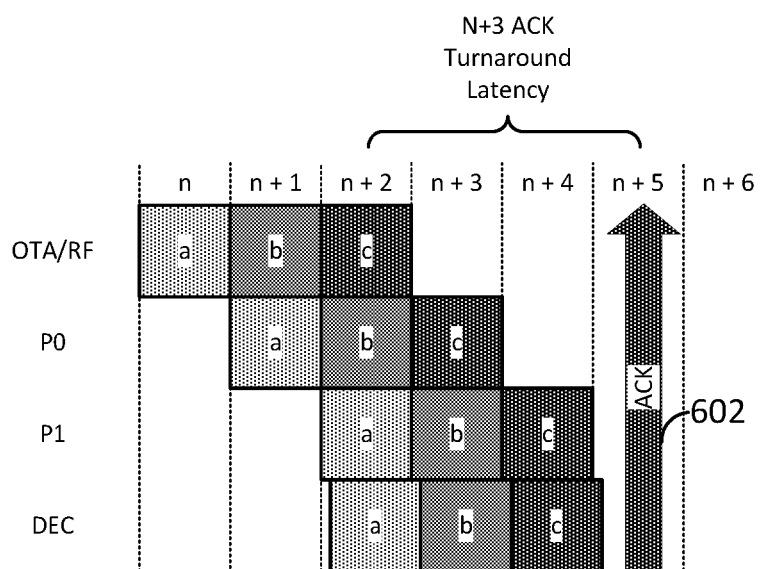 N+3 ACK
Turnaround
Latency
n n + 1 n + 2 n + 3 n + 4 n + 5 n + 6
OTA/RF a b c
P0 a b c
P1 a b c
ACK
602
DEC a b c